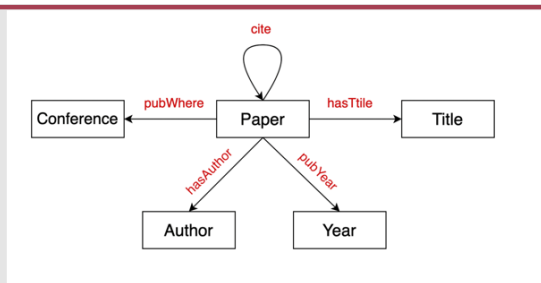 cite
pubWhere
hasTtile
Conference
Paper
Title
hasAuthor
pubYear
Author
Year